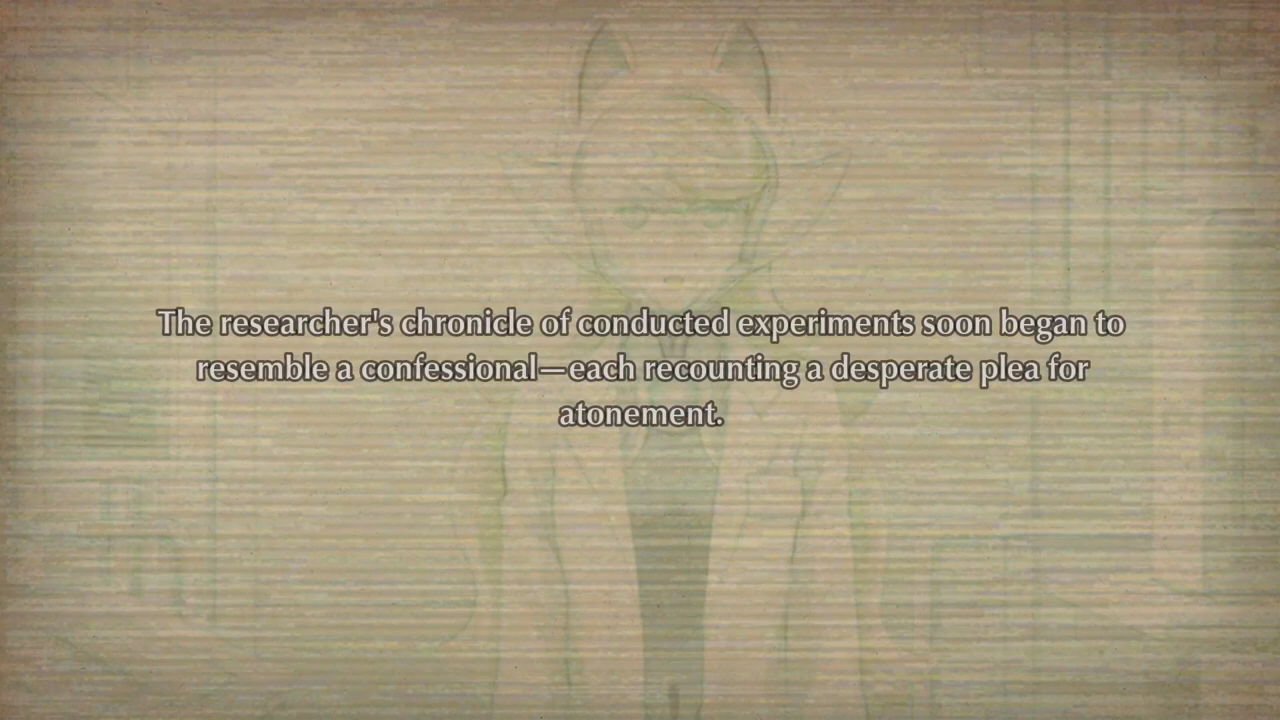 The researcher's chronicle of conducted experiments soon began to
resemble a confessional—each recounting a desperate plea for
atonement.